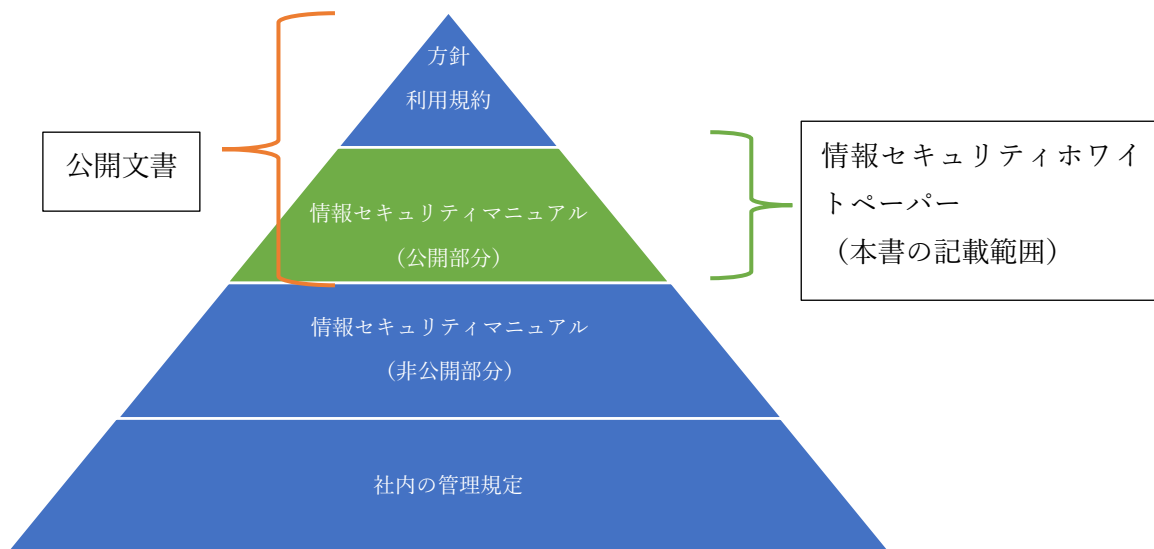 方針
利用規約
公開文書
情報セキュリティホワイ
トペーパー
（本書の記載範囲）
情報セキュリティマニュアル
（公開部分）
情報セキュリティマニュアル
（非公開部分）
社内の管理規定